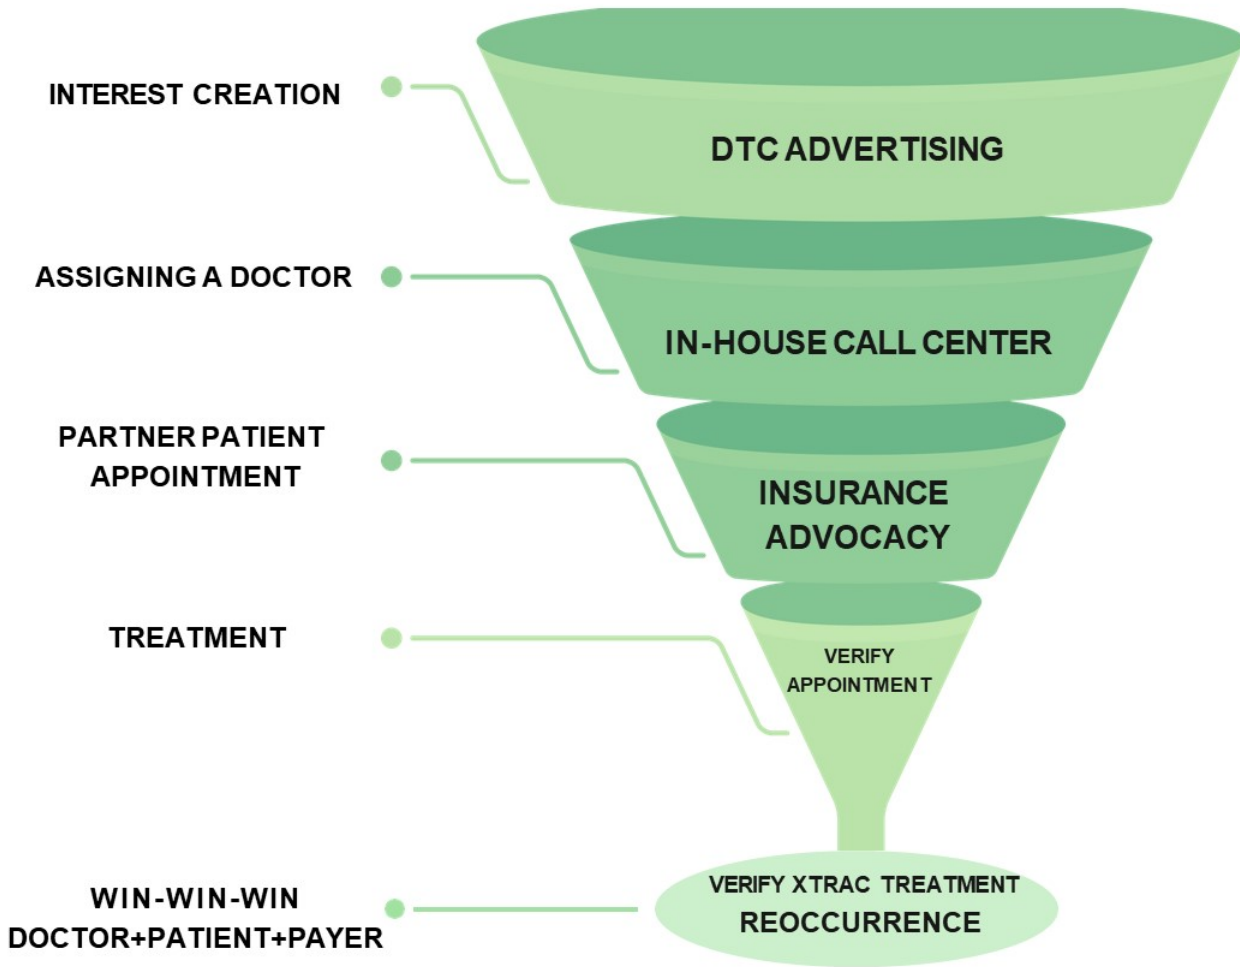 INTEREST CREATION
DTC ADVERTISING
ASSIGNING A DOCTOR
IN-HOUSE CALL CENTER
PARTNER PATIENT
APPOINTMENT
INSURANCE
ADVOCACY
TREATMENT
VERIFY
APPOINTMENT
WIN-WIN-WIN
DOCTOR+PATIENT+PAYER
VERIFY XTRAC TREATMENT
REOCCURRENCE